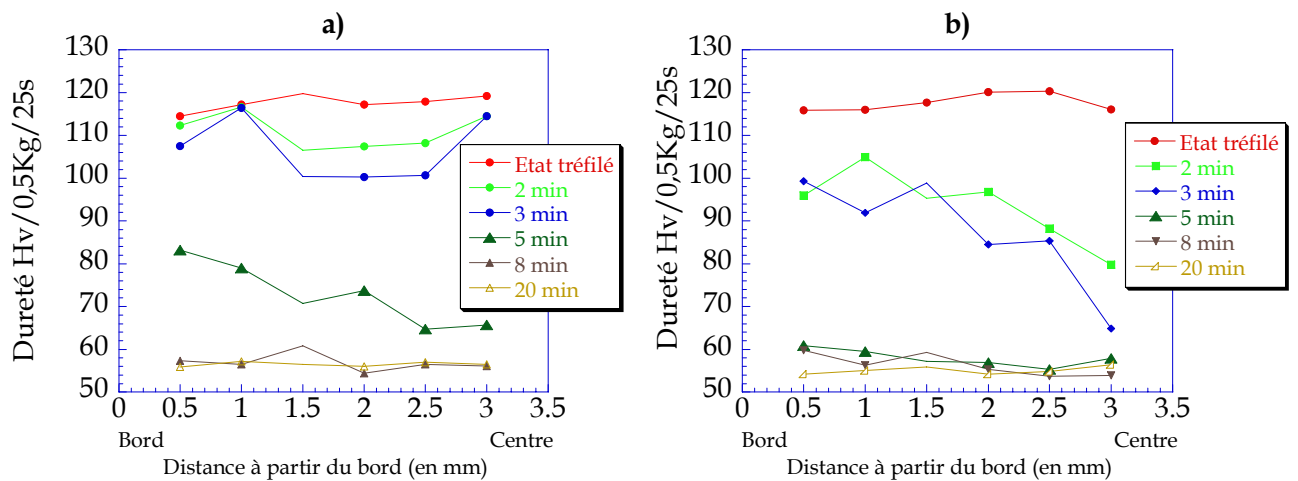 a)
Dureté Hv/0,5Kg/25s
130
120
110
100
90
80
70
60
50
0 0.5 1 1.5 2 2.5 3 3.5
Bord Centre
Distance à partir du bord (en mm)
Etat tréfilé
2 min
3 min
5 min
8 min
20 min
b)
Dureté Hv/0,5Kg/25s
130
120
110
100
90
80
70
60
50
0 0.5 1 1.5 2 2.5 3 3.5
Bord Centre
Distance à partir du bord (en mm)
Etat tréfilé
2 min
3 min
5 min
8 min
20 min